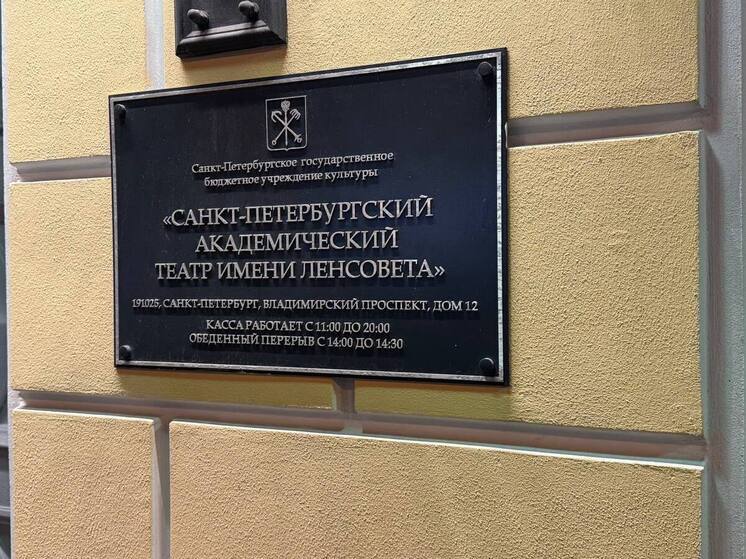 Санкт-Петербургское государственное
бюджетное учреждение культуры
«САНКТ-ПЕТЕРБУРГСКИЙ
АКАДЕМИЧЕСКИЙ
ТЕАТР ИМЕНИ ЛЕНСОВЕТА»
191025, САНКТ-ПЕТЕРБУРГ, ВЛАДИМИРСКИЙ ПРОСПЕКТ, ДОМ 12
КАССА РАБОТАЕТ С 11:00 ДО 20:00
ОБЕДЕННЫЙ ПЕРЕРЫВ С 14:00 ДО 14:30